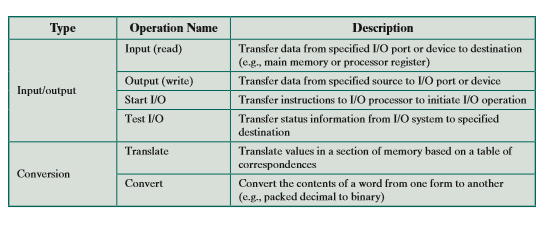 Type Operation Name Description
Input/output
Input (read) Transfer data from specified I/O port or device to destination
(e.g., main memory or processor register)
Output (write) Transfer data from specified source to I/O port or device
Start I/O Transfer instructions to I/O processor to initiate I/O operation
Test I/O Transfer status information from I/O system to specified
destination
Conversion
Translate Translate values in a section of memory based on a table of
correspondences
Convert Convert the contents of a word from one form to another
(e.g., packed decimal to binary)